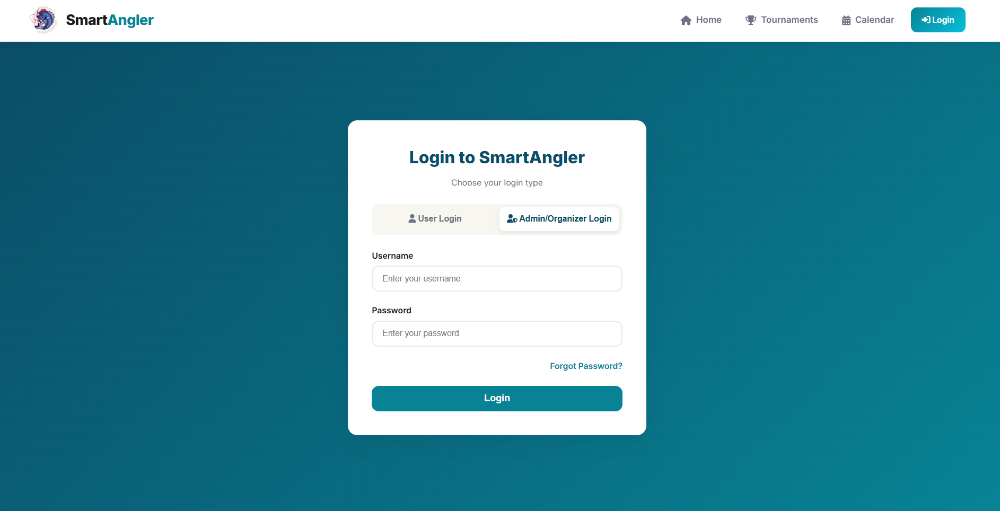 SmartAngler
Home
Tournaments
Calendar
Login
Login to SmartAngler
Choose your login type
User Login
Admin/Organizer Login
Username
Enter your username
Password
Enter your password
Forgot Password?
Login